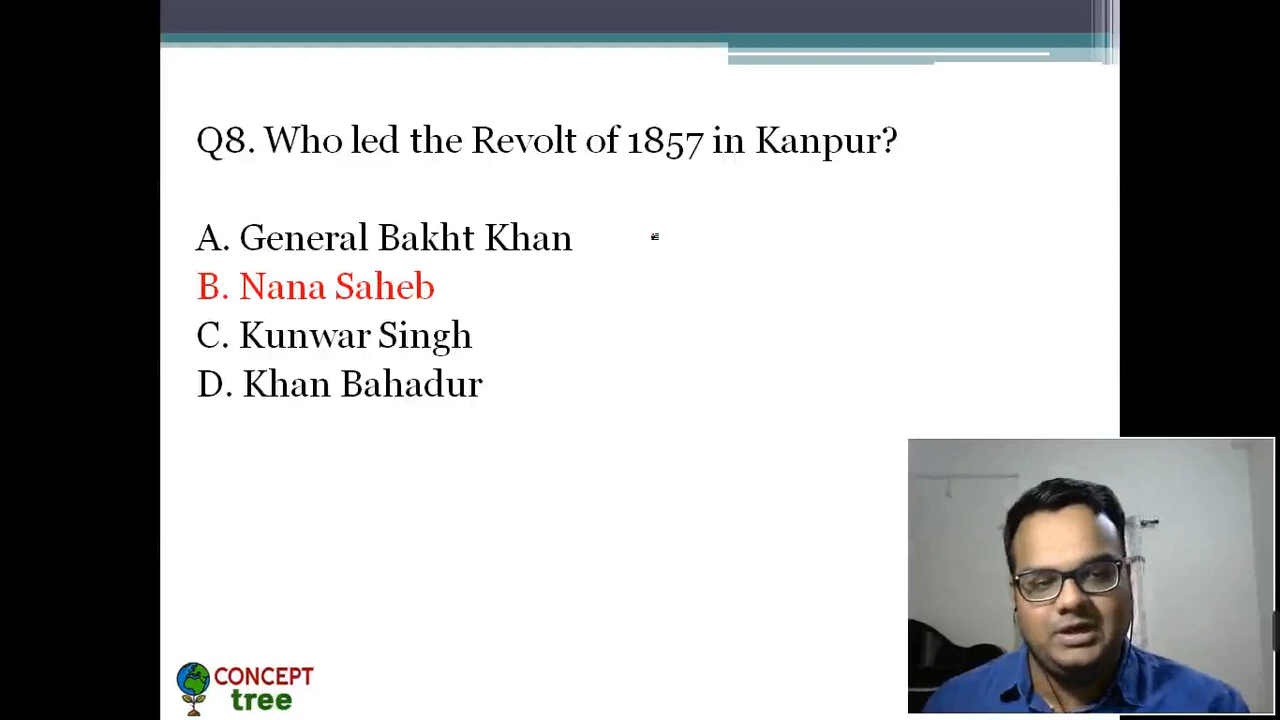 Q8. Who led the Revolt of 1857 in Kanpur?
A. General Bakht Khan
B. Nana Saheb
C. Kunwar Singh
D. Khan Bahadur
CONCEPT
tree